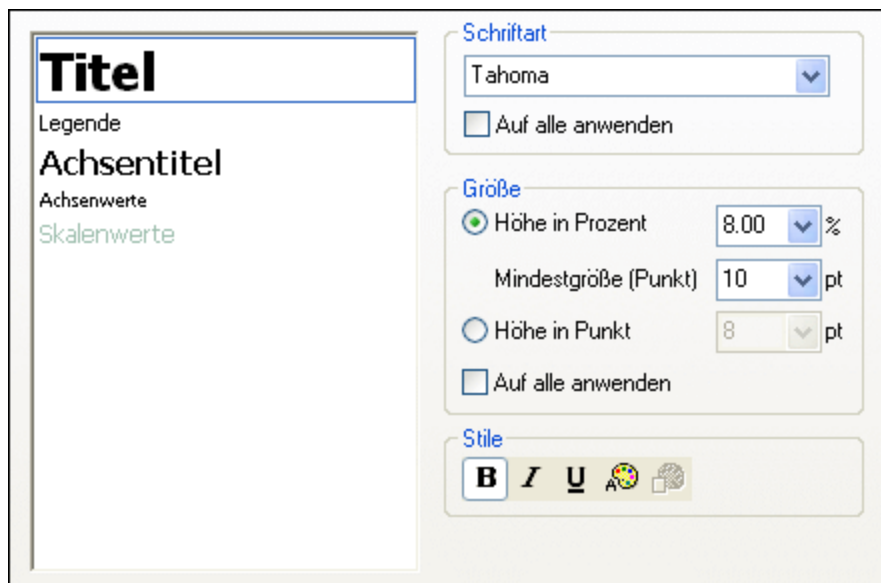 Titel
Legende
Achsentitel
Achsenwerte
Skalenwerte
Schriftart
Tahoma
Auf alle anwenden
Größe
Höhe in Prozent 8.00 %
Mindestgröße (Punkt) 10 pt
Höhe in Punkt 8 pt
Auf alle anwenden
Stile
B I U A